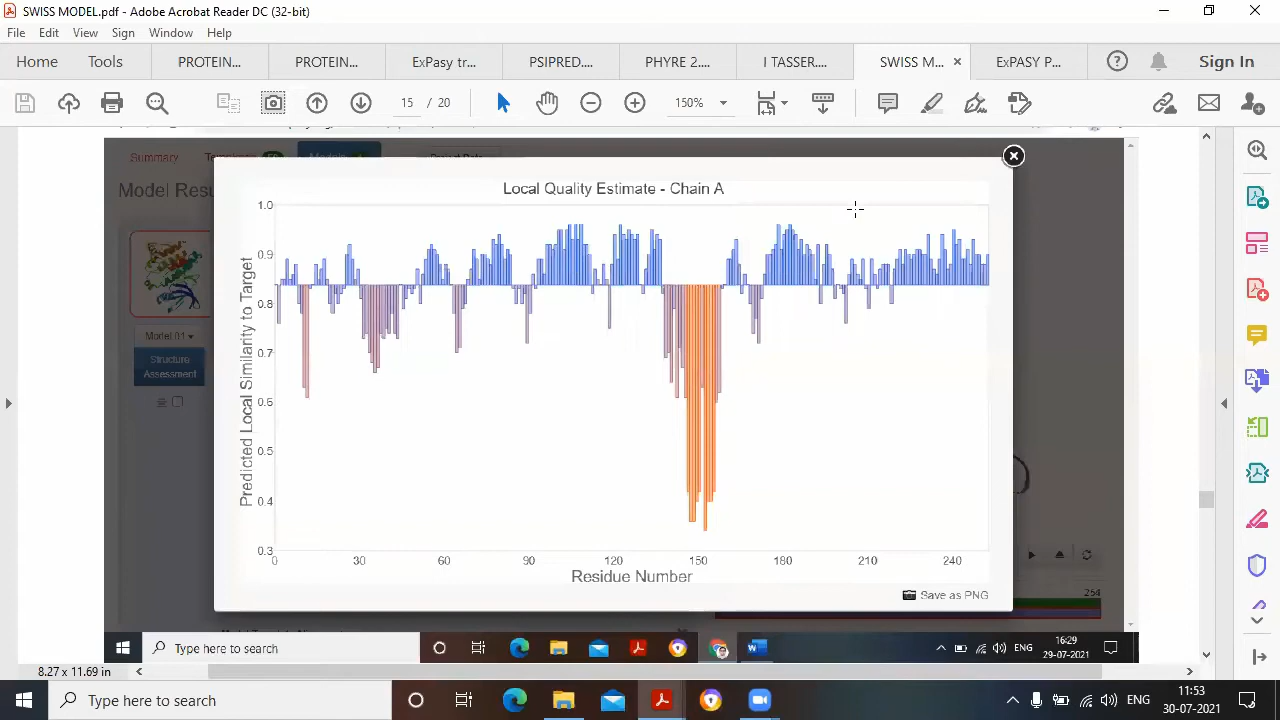 SWISS MODEL.pdf - Adobe Acrobat Reader DC (32-bit)
File Edit View Sign Window Help
Home Tools PROTEIN... PROTEIN... ExPasy tr... PSIPRED.... PHYRE 2.... I TASSER.... SWISS M... ExPASY P... Sign In
15 / 20 150%
Summary
Model Resu
Local Quality Estimate - Chain A
Predicted Local Similarity to Target
1.0
0.9
0.8
0.7
0.6
0.5
0.4
0.3
0 30 60 90 120 150 180 210 240
Residue Number
Save as PNG
Model 01
Structure
Assessment
254
Type here to search
ENG
16:29
29-07-2021
8.27 x 11.69 in
Type here to search
ENG
11:53
30-07-2021